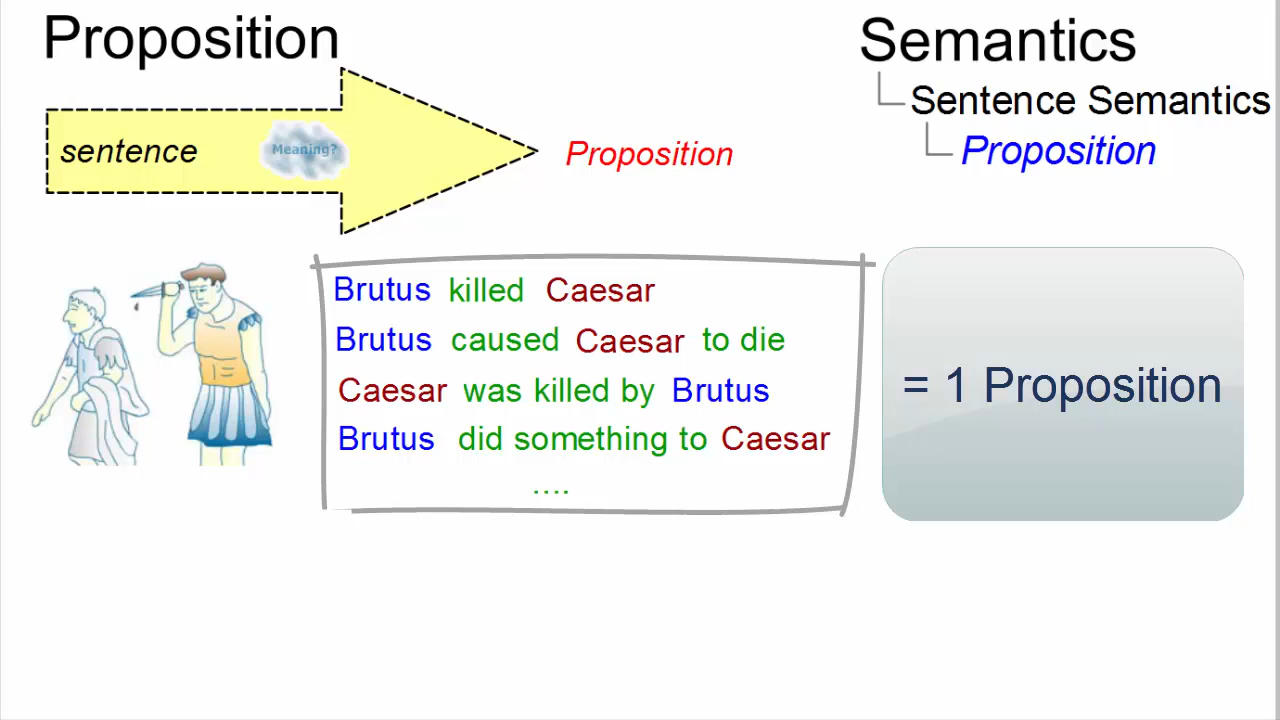 Proposition
sentence
Meaning?
Proposition
Semantics
Sentence Semantics
Proposition
Brutus killed Caesar
Brutus caused Caesar to die
Caesar was killed by Brutus
Brutus did something to Caesar
....
= 1 Proposition